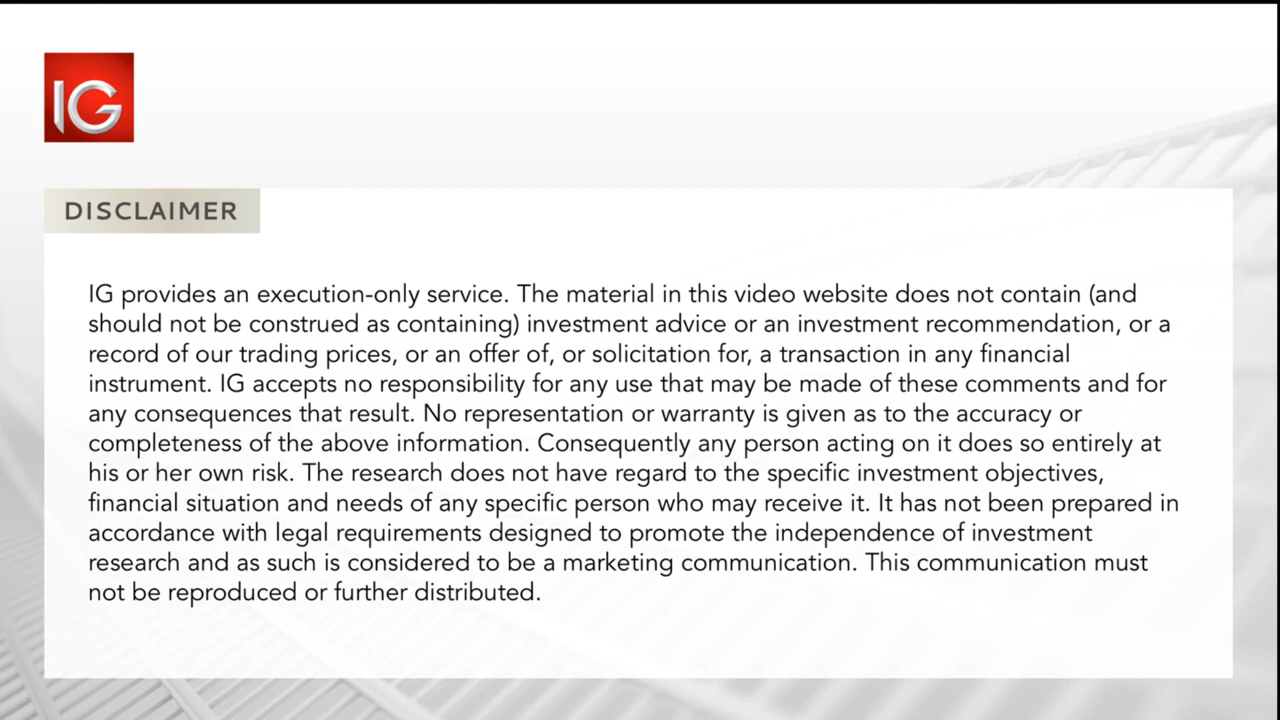 IG
DISCLAIMER
IG provides an execution-only service. The material in this video website does not contain (and
should not be construed as containing) investment advice or an investment recommendation, or a
record of our trading prices, or an offer of, or solicitation for, a transaction in any financial
instrument. IG accepts no responsibility for any use that may be made of these comments and for
any consequences that result. No representation or warranty is given as to the accuracy or
completeness of the above information. Consequently any person acting on it does so entirely at
his or her own risk. The research does not have regard to the specific investment objectives,
financial situation and needs of any specific person who may receive it. It has not been prepared in
accordance with legal requirements designed to promote the independence of investment
research and as such is considered to be a marketing communication. This communication must
not be reproduced or further distributed.